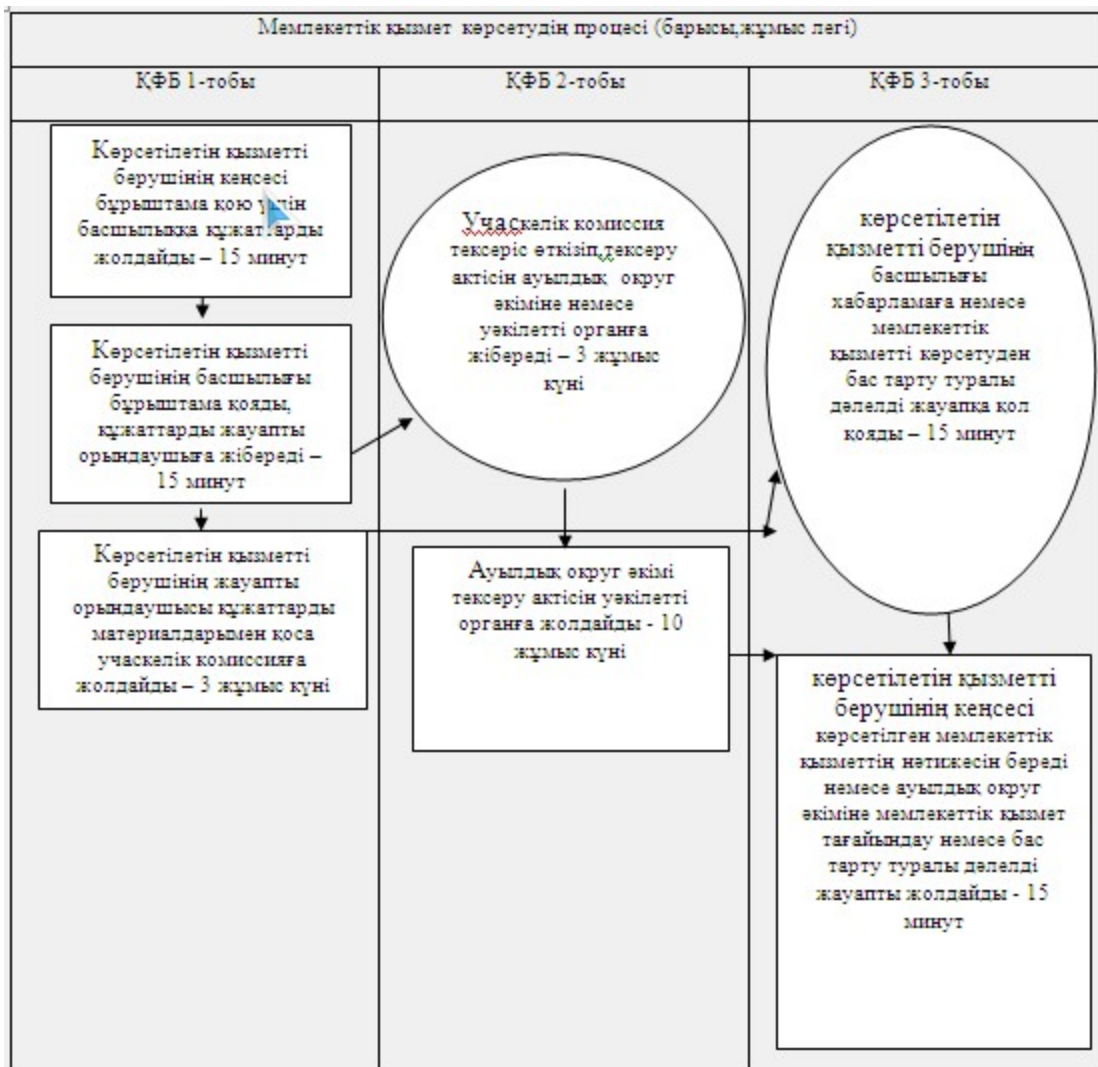 Мемлекеттік қызмет көрсетудің процесі (барысы,жұмыс легі)
ҚФБ 1-тобы
ҚФБ 2-тобы
ҚФБ 3-тобы
Көрсетілетін қызметті
берушінің кеңсесі
бұрыштама қою үшін
басшылыққа құжаттарды
жолдайды – 15 минут
Көрсетілетін қызметті
берушінің басшылығы
бұрыштама қояды,
құжаттарды жауапты
орындаушыға жібереді –
15 минут
Көрсетілетін қызметті
берушінің жауапты
орындаушысы құжаттарды
материалдарымен қоса
учаскелік комиссияға
жолдайды – 3 жұмыс күні
Учаскелік комиссия
тексеріс өткізіп,тексеру
актісін ауылдық округ
әкіміне немесе
уәкілетті органға
жібереді – 3 жұмыс
күні
Ауылдық округ әкімі
тексеру актісін уәкілетті
органға жолдайды - 10
жұмыс күні
көрсетілетін
қызметті берушінің
басшылығы
хабарламаға немесе
мемлекеттік
қызметті көрсетуден
бас тарту туралы
дәлелді жауапқа қол
қояды – 15 минут
көрсетілетін қызметті
берушінің кеңсесі
көрсетілген мемлекеттік
қызметтің нәтижесін береді
немесе ауылдық округ
әкіміне мемлекеттік қызмет
тағайындау немесе бас
тарту туралы дәлелді
жауапты жолдайды - 15
минут